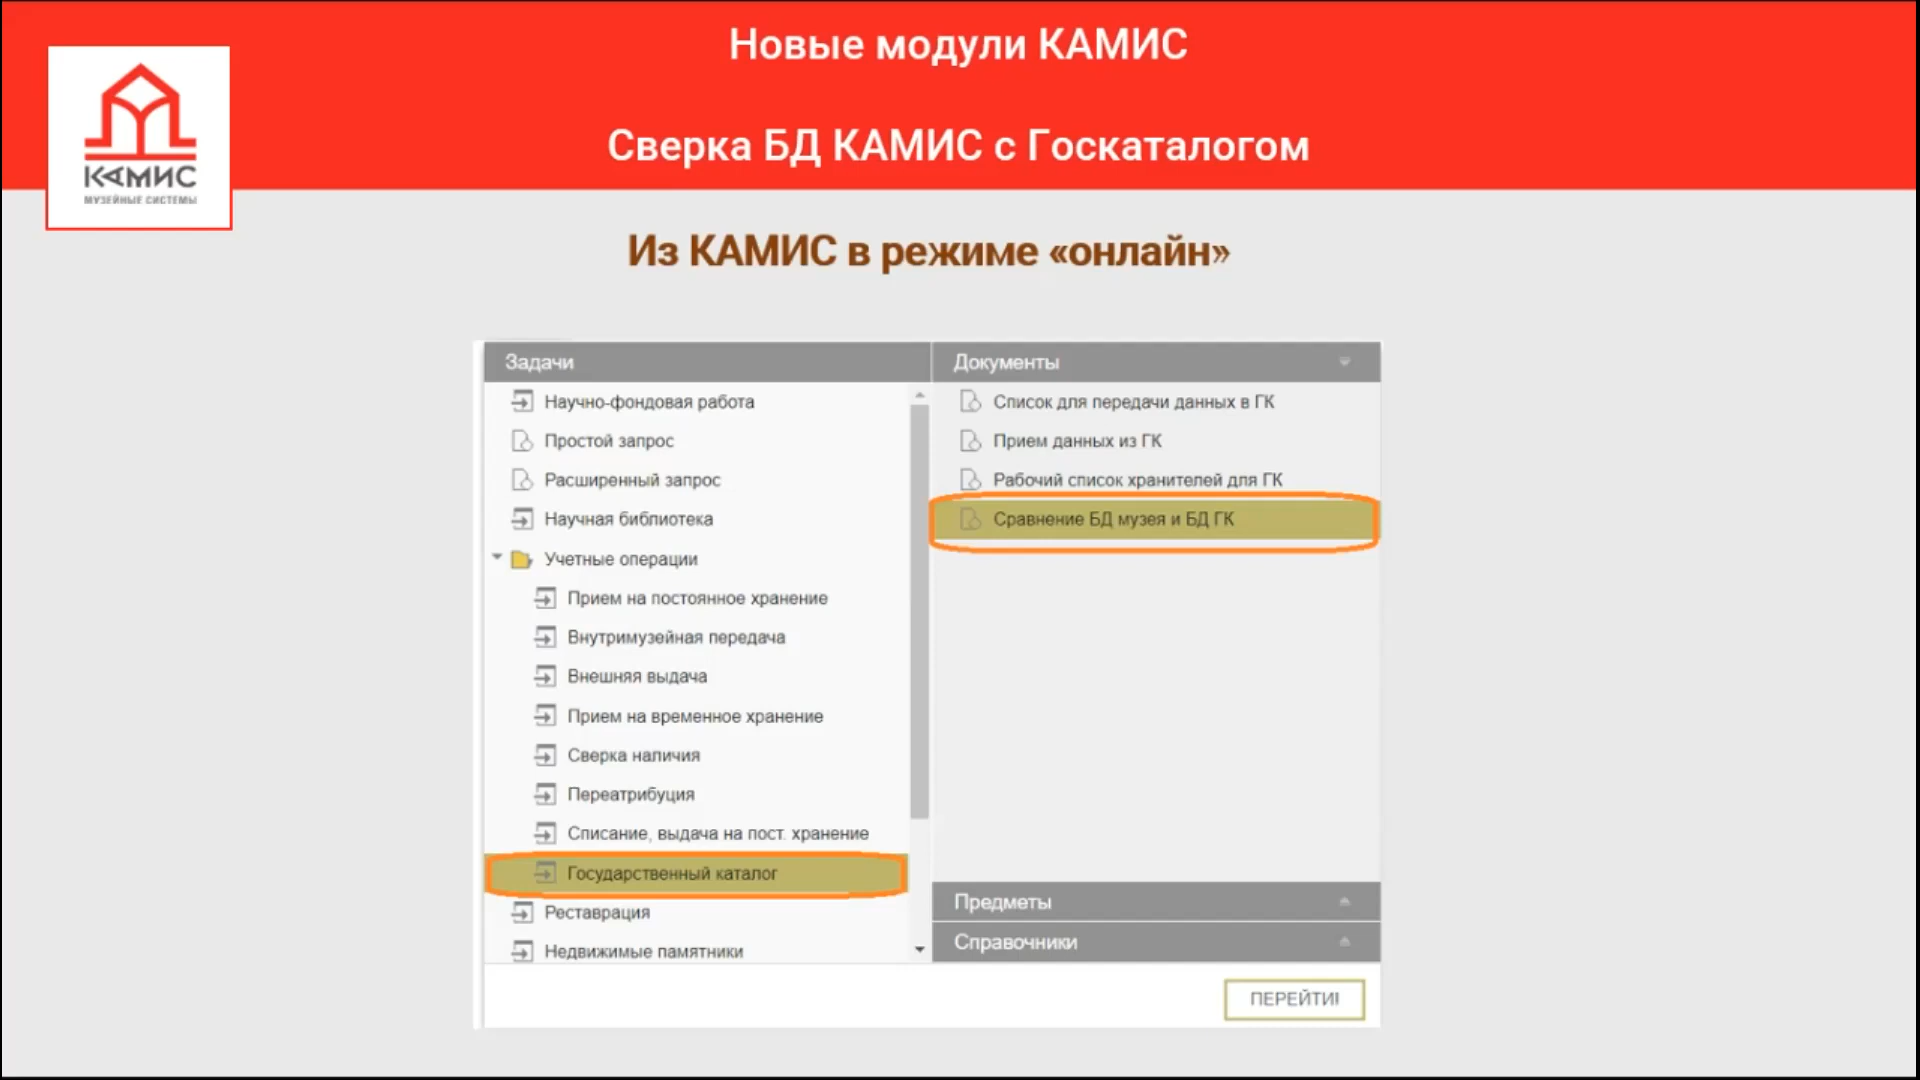 Новые модули КАМИС
Сверка БД КАМИС с Госкаталогом
КАМИС
МУЗЕЙНЫЕ СИСТЕМЫ
Из КАМИС в режиме «онлайн»
Задачи
Научно-фондовая работа
Простой запрос
Расширенный запрос
Научная библиотека
Учетные операции
Прием на постоянное хранение
Внутримузейная передача
Внешняя выдача
Прием на временное хранение
Сверка наличия
Переатрибуция
Списание, выдача на пост. хранение
Государственный каталог
Реставрация
Недвижимые памятники
Документы
Список для передачи данных в ГК
Прием данных из ГК
Рабочий список хранителей для ГК
Сравнение БД музея и БД ГК
Предметы
Справочники
ПЕРЕЙТИ!